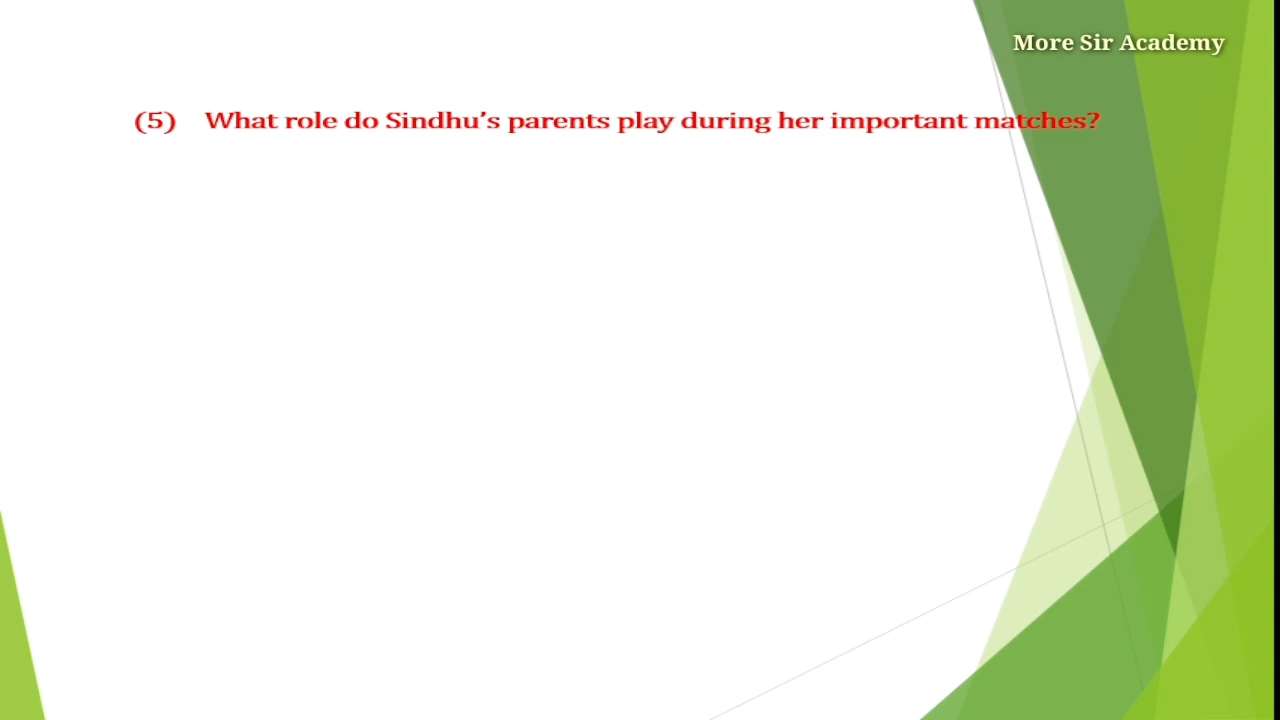 More Sir Academy
(5) What role do Sindhu’s parents play during her important matches?